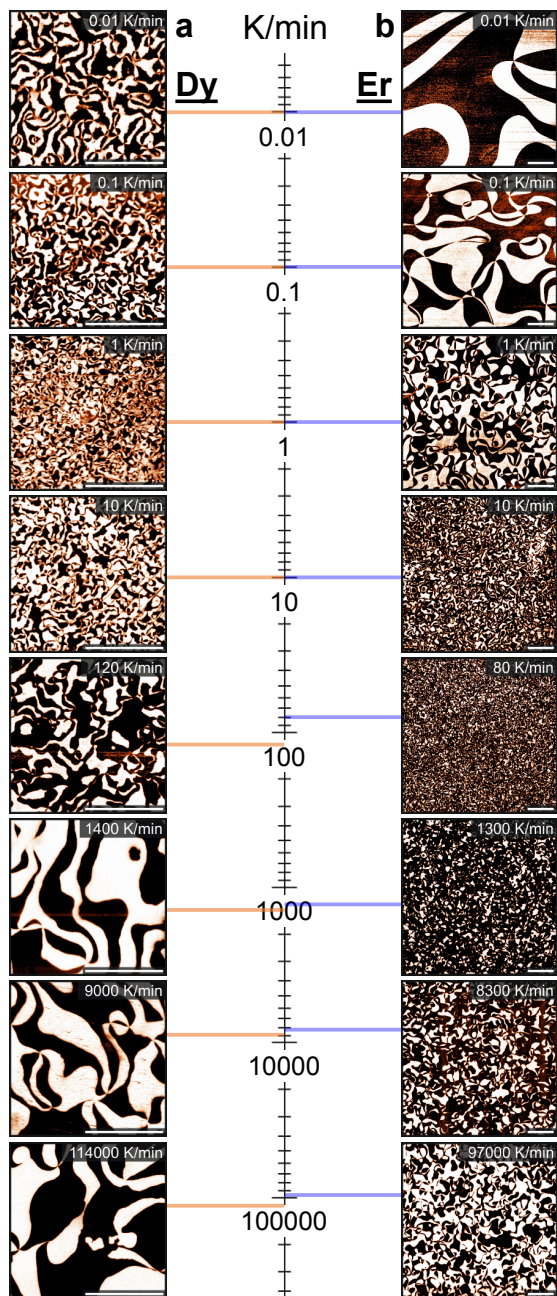 a K/min b
Dy Er
0.01 K/min 0.01 K/min
0.01
0.1 K/min 0.1 K/min
0.1
1 K/min 1 K/min
1
10 K/min 10 K/min
10
120 K/min 80 K/min
100
1400 K/min 1300 K/min
1000
9000 K/min 8300 K/min
10000
114000 K/min 97000 K/min
100000